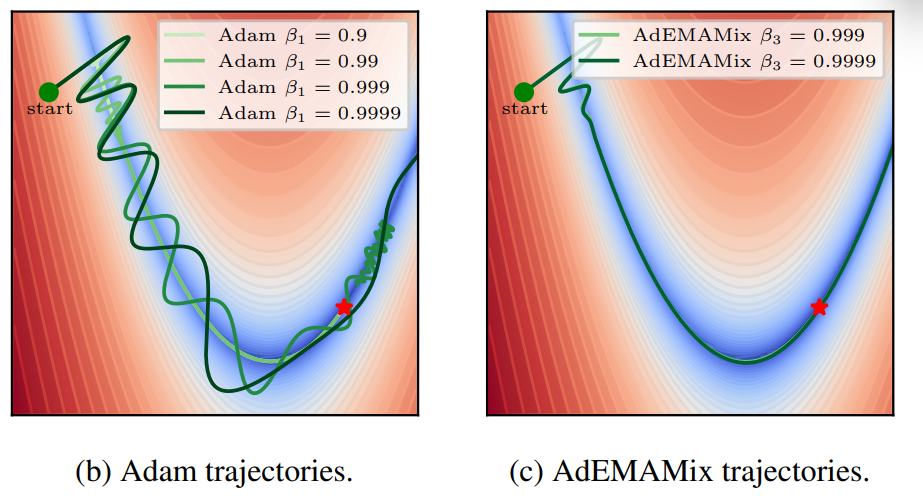 Adam β₁ = 0.9
Adam β₁ = 0.99
Adam β₁ = 0.999
Adam β₁ = 0.9999
start
(b) Adam trajectories.
AdEMAMix β₃ = 0.999
AdEMAMix β₃ = 0.9999
start
(c) AdEMAMix trajectories.